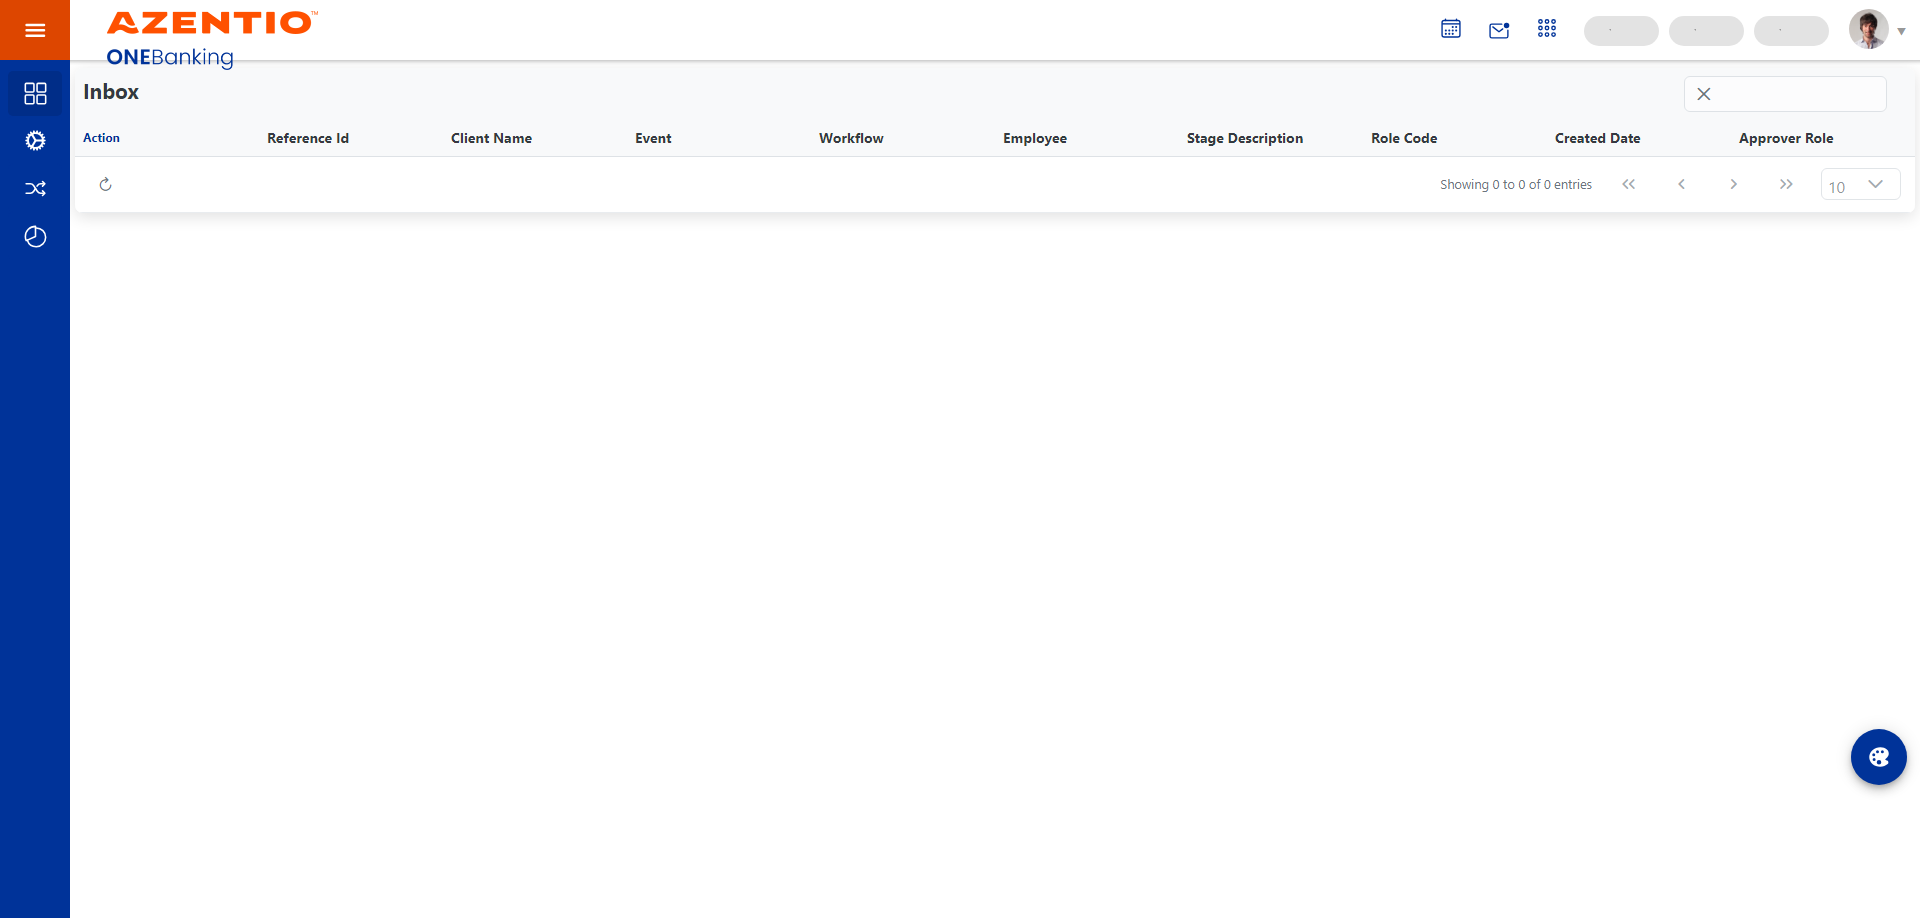 AZENTIO™
ONEBanking
Inbox
Action Reference Id Client Name Event Workflow Employee Stage Description Role Code Created Date Approver Role
Showing 0 to 0 of 0 entries 10